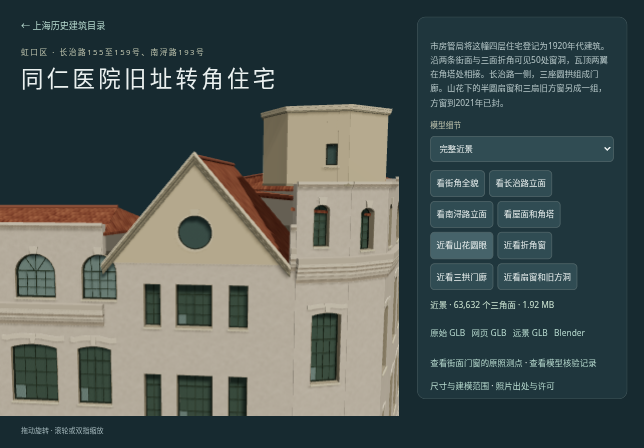 ← 上海历史建筑目录
虹口区 · 长治路155至159号、南浔路193号
同仁医院旧址转角住宅
市房管局将这幢四层住宅登记为1920年代建筑。
沿两条街面与三面折角可见50处窗洞，瓦顶两翼
在角塔处相接。长治路一侧，三座圆拱组成门
廊。山花下的半圆扇窗和三扇旧方窗另成一组，
方窗到2021年已封。
模型细节
完整近景
看街角全貌 看长治路立面
看南浔路立面 看屋面和角塔
近看山花圆眼 近看折角窗
近看三拱门廊 近看扇窗和旧方洞
近景 · 63,632 个三角面 · 1.92 MB
原始 GLB 网页 GLB 远景 GLB Blender
查看街面门窗的原照测点 · 查看模型核验记录
尺寸与建模范围 · 照片出处与许可
拖动旋转 · 滚轮或双指缩放